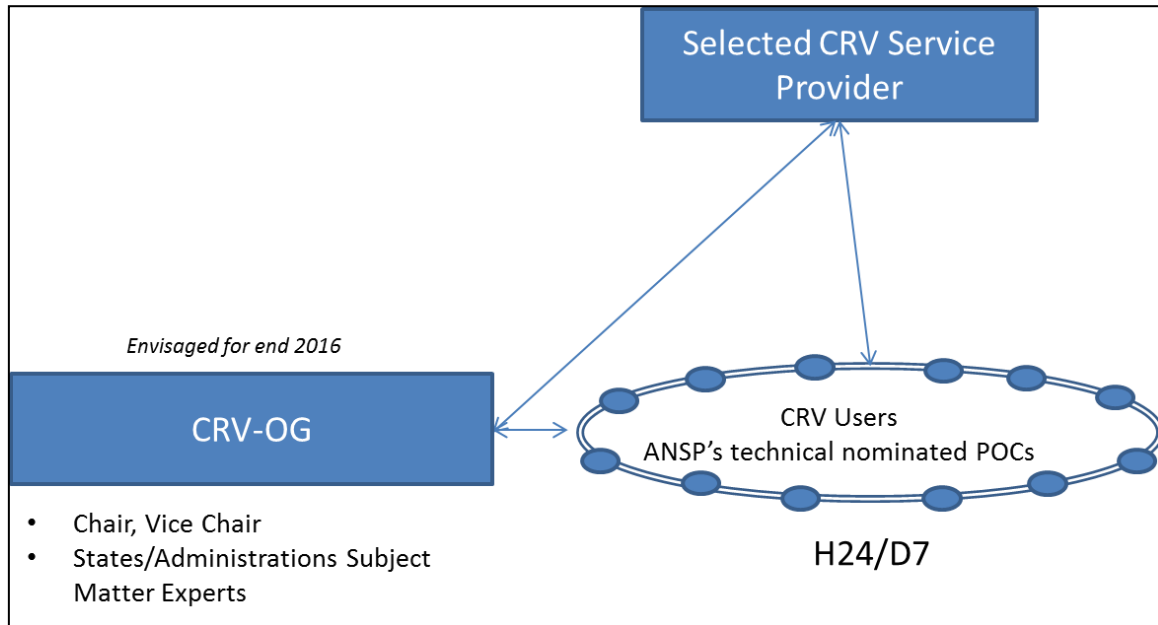 Selected CRV Service
Provider
Envisaged for end 2016
CRV-OG
CRV Users
ANSP's technical nominated POCs
• Chair, Vice Chair
• States/Administrations Subject
Matter Experts
H24/D7